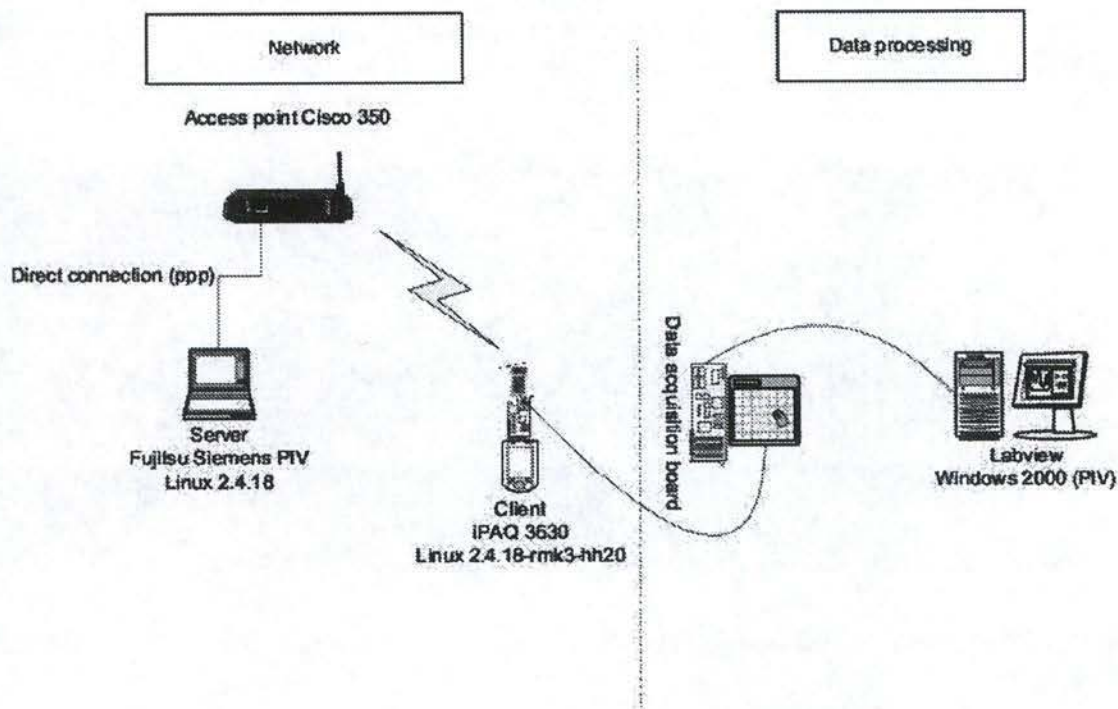 Network
Data processing
Access point Cisco 350
Direct connection (ppp)
Server
Fujitsu Siemens PIV
Linux 2.4.18
Client
iPAQ 3630
Linux 2.4.18-rmk3-hh20
Data acquisition board
Labview
Windows 2000 (PIV)